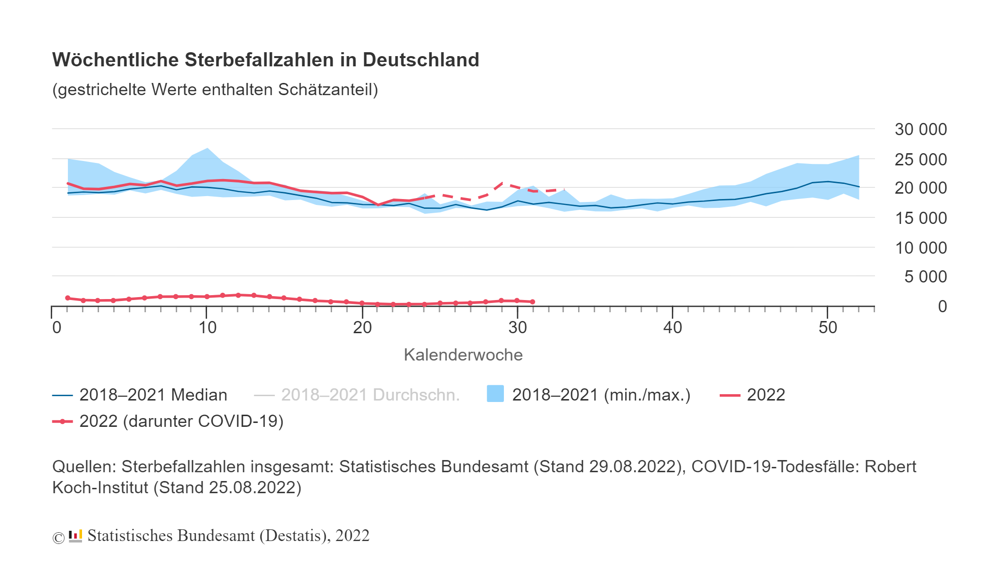 Wöchentliche Sterbefallzahlen in Deutschland
(gestrichelte Werte enthalten Schätzanteil)
30 000
25 000
20 000
15 000
10 000
5 000
0
0 10 20 30 40 50
Kalenderwoche
2018–2021 Median 2018–2021 Durchschn. 2018–2021 (min./max.) 2022
2022 (darunter COVID-19)
Quellen: Sterbefallzahlen insgesamt: Statistisches Bundesamt (Stand 29.08.2022), COVID-19-Todesfälle: Robert
Koch-Institut (Stand 25.08.2022)
© Statistisches Bundesamt (Destatis), 2022